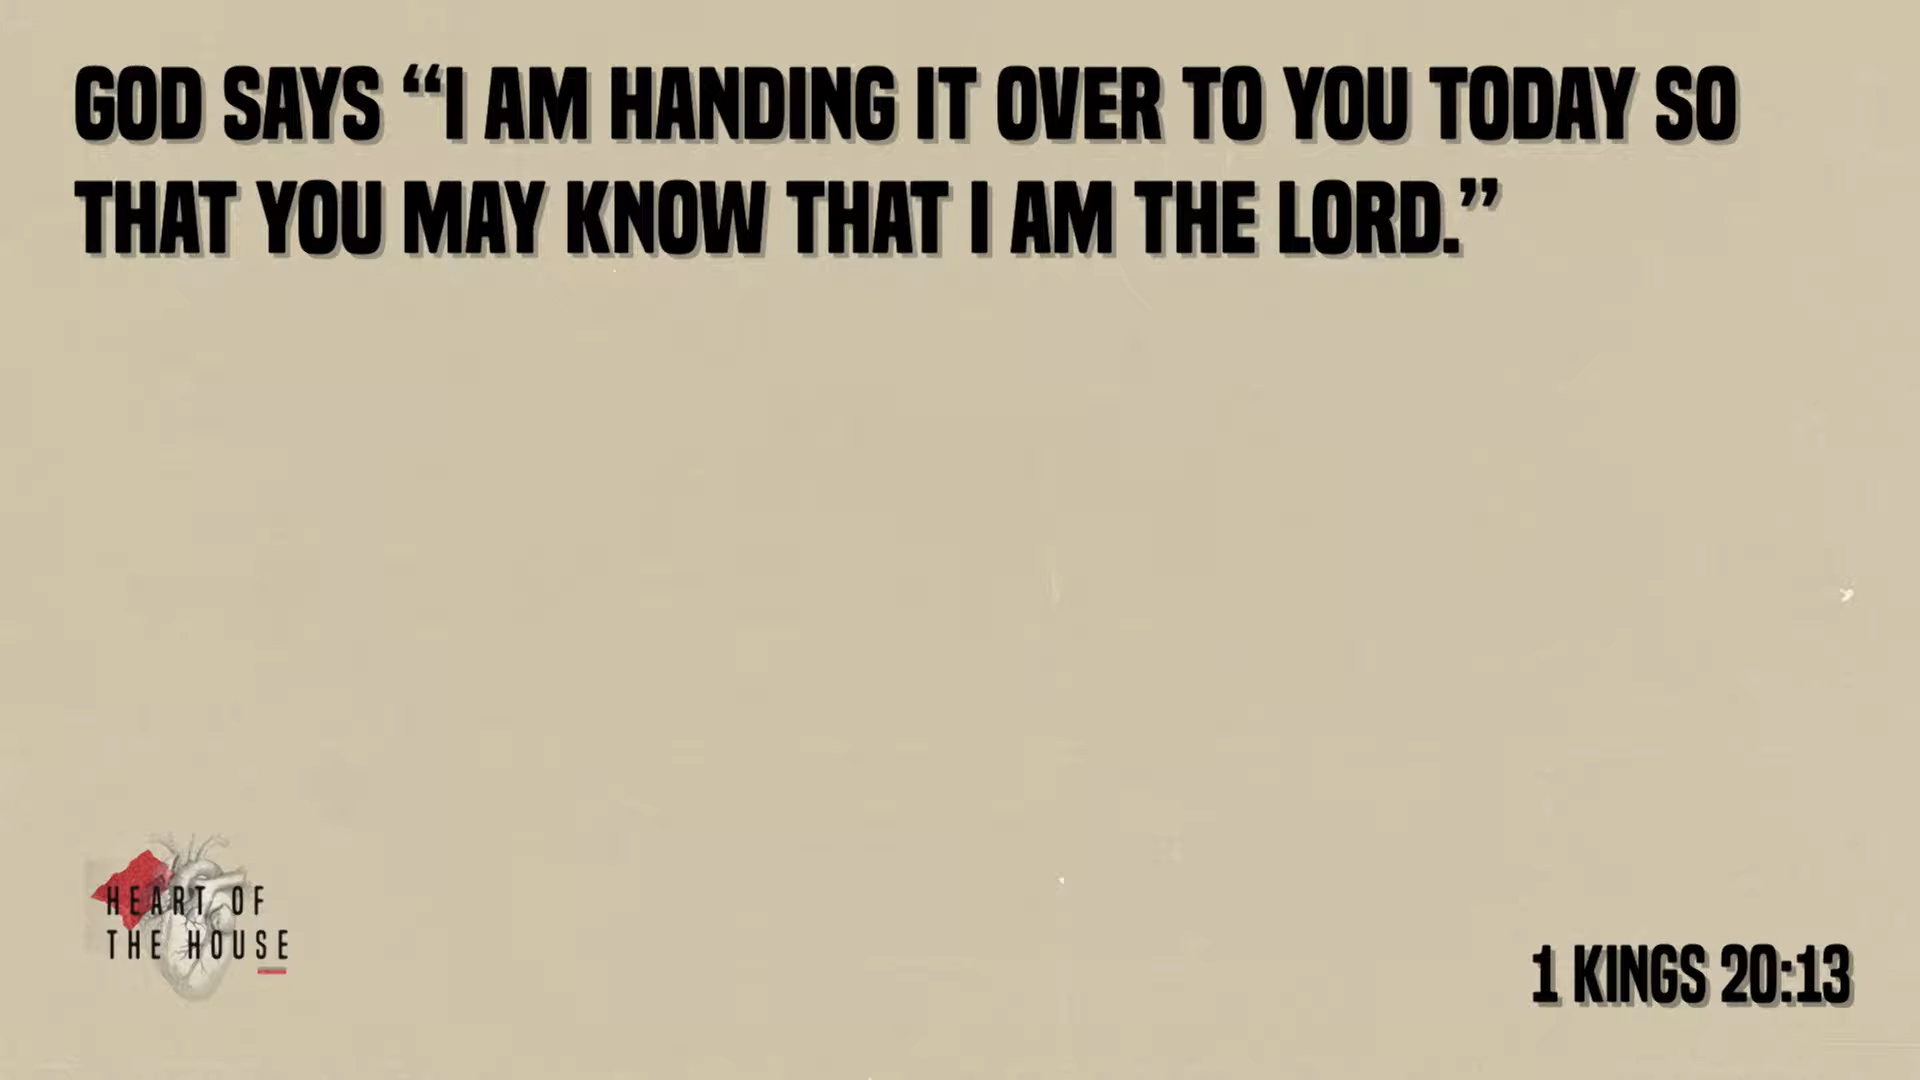 GOD SAYS “I AM HANDING IT OVER TO YOU TODAY SO
THAT YOU MAY KNOW THAT I AM THE LORD.”
HEART OF
THE HOUSE
1 KINGS 20:13